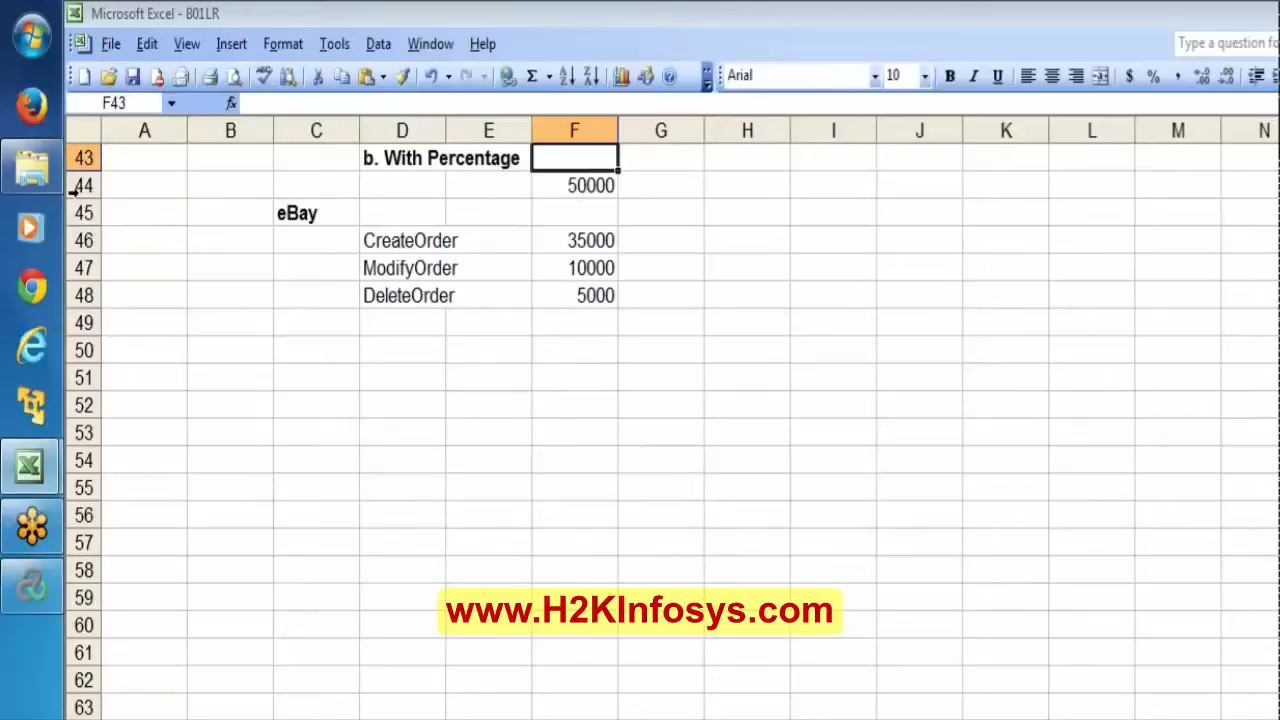 Microsoft Excel - B01LR
File Edit View Insert Format Tools Data Window Help
Type a question fo
Arial 10 B I U $ % ,
F43 fx
A B C D E F G H I J K L M N
43 b. With Percentage
44 50000
45 eBay
46 CreateOrder 35000
47 ModifyOrder 10000
48 DeleteOrder 5000
49
50
51
52
53
54
55
56
57
58
59
www.H2KInfosys.com
60
61
62
63